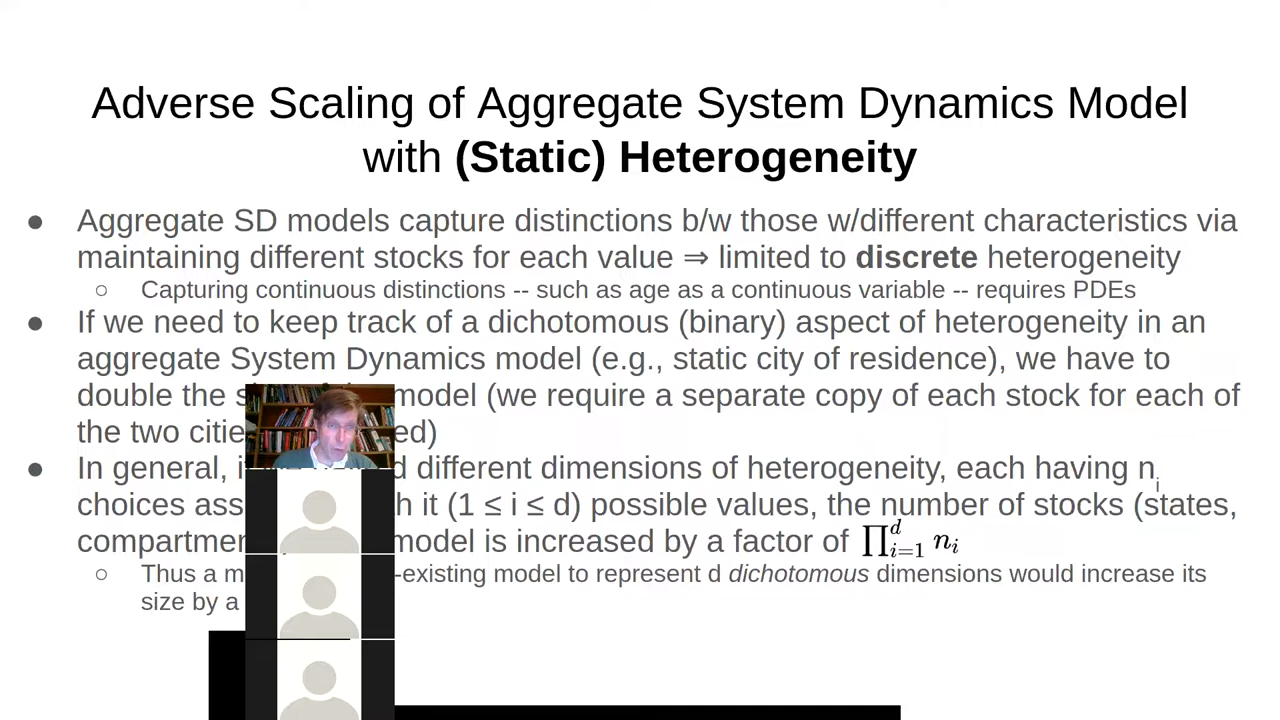 Adverse Scaling of Aggregate System Dynamics Model
with (Static) Heterogeneity
● Aggregate SD models capture distinctions b/w those w/different characteristics via
maintaining different stocks for each value ⇒ limited to discrete heterogeneity
○ Capturing continuous distinctions -- such as age as a continuous variable -- requires PDEs
● If we need to keep track of a dichotomous (binary) aspect of heterogeneity in an
aggregate System Dynamics model (e.g., static city of residence), we have to
double the model (we require a separate copy of each stock for each of
the two
● In general, different dimensions of heterogeneity, each having n_i
choices it (1 ≤ i ≤ d) possible values, the number of stocks (states,
model is increased by a factor of ∏_{i=1}^{d} n_i
○ Thus a -existing model to represent d dichotomous dimensions would increase its
size by a